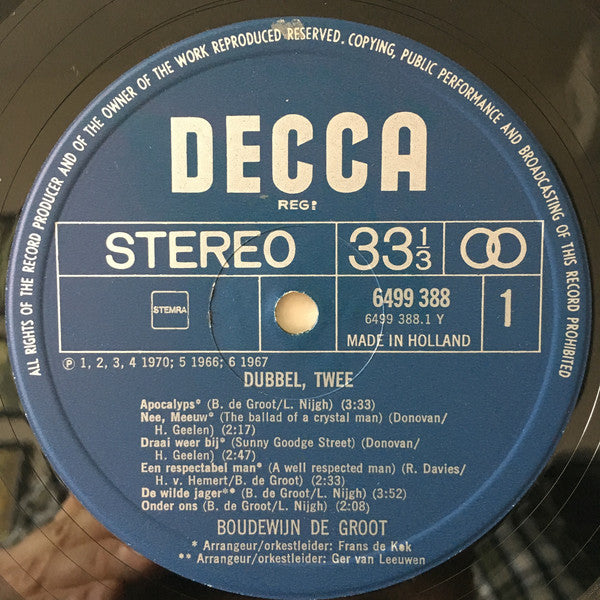 ALL RIGHTS OF THE RECORD PRODUCER AND OF THE OWNER OF THE WORK REPRODUCED RESERVED. COPYING, PUBLIC PERFORMANCE AND BROADCASTING OF THIS RECORD PROHIBITED
DECCA
REG:
STEREO 33 1/3
STEMRA
6499 388
6499 388.1 Y
MADE IN HOLLAND
1
℗ 1, 2, 3, 4 1970; 5 1966; 6 1967
DUBBEL, TWEE
Apocalyps* (B. de Groot/L. Nijgh) (3:33)
Nee, Meeuw* (The ballad of a crystal man) (Donovan/
H. Geelen) (2:17)
Draai weer bij* (Sunny Goodge Street) (Donovan/
H. Geelen) (2:47)
Een respectabel man* (A well respected man) (R. Davies/
H. v. Hemert/B. de Groot) (2:33)
De wilde jager** (B. de Groot/L. Nijgh) (3:52)
Onder ons (B. de Groot/L. Nijgh) (2:08)
BOUDEWIJN DE GROOT
* Arrangeur/orkestleider: Frans de Kok
** Arrangeur/orkestleider: Ger van Leeuwen